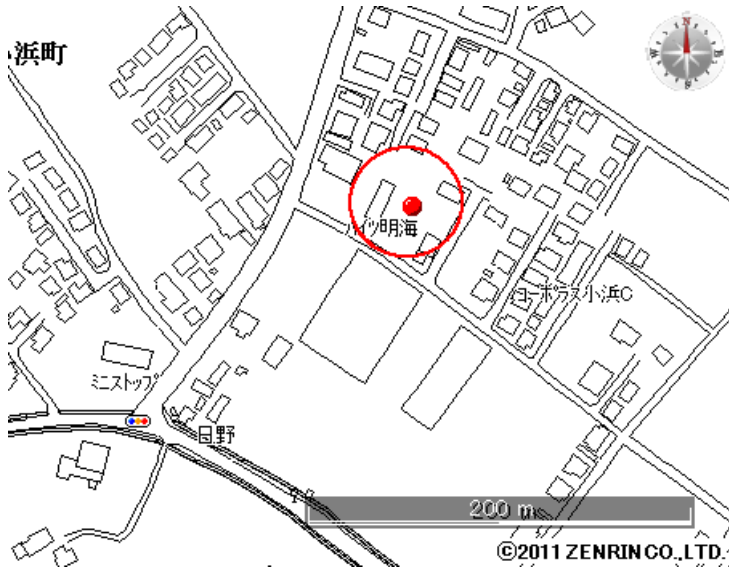 浜町
N
E
S
W
ハイツ明海
コーポラス小浜C
ミニストップ
日野
200 m
©2011 ZENRIN CO.,LTD.